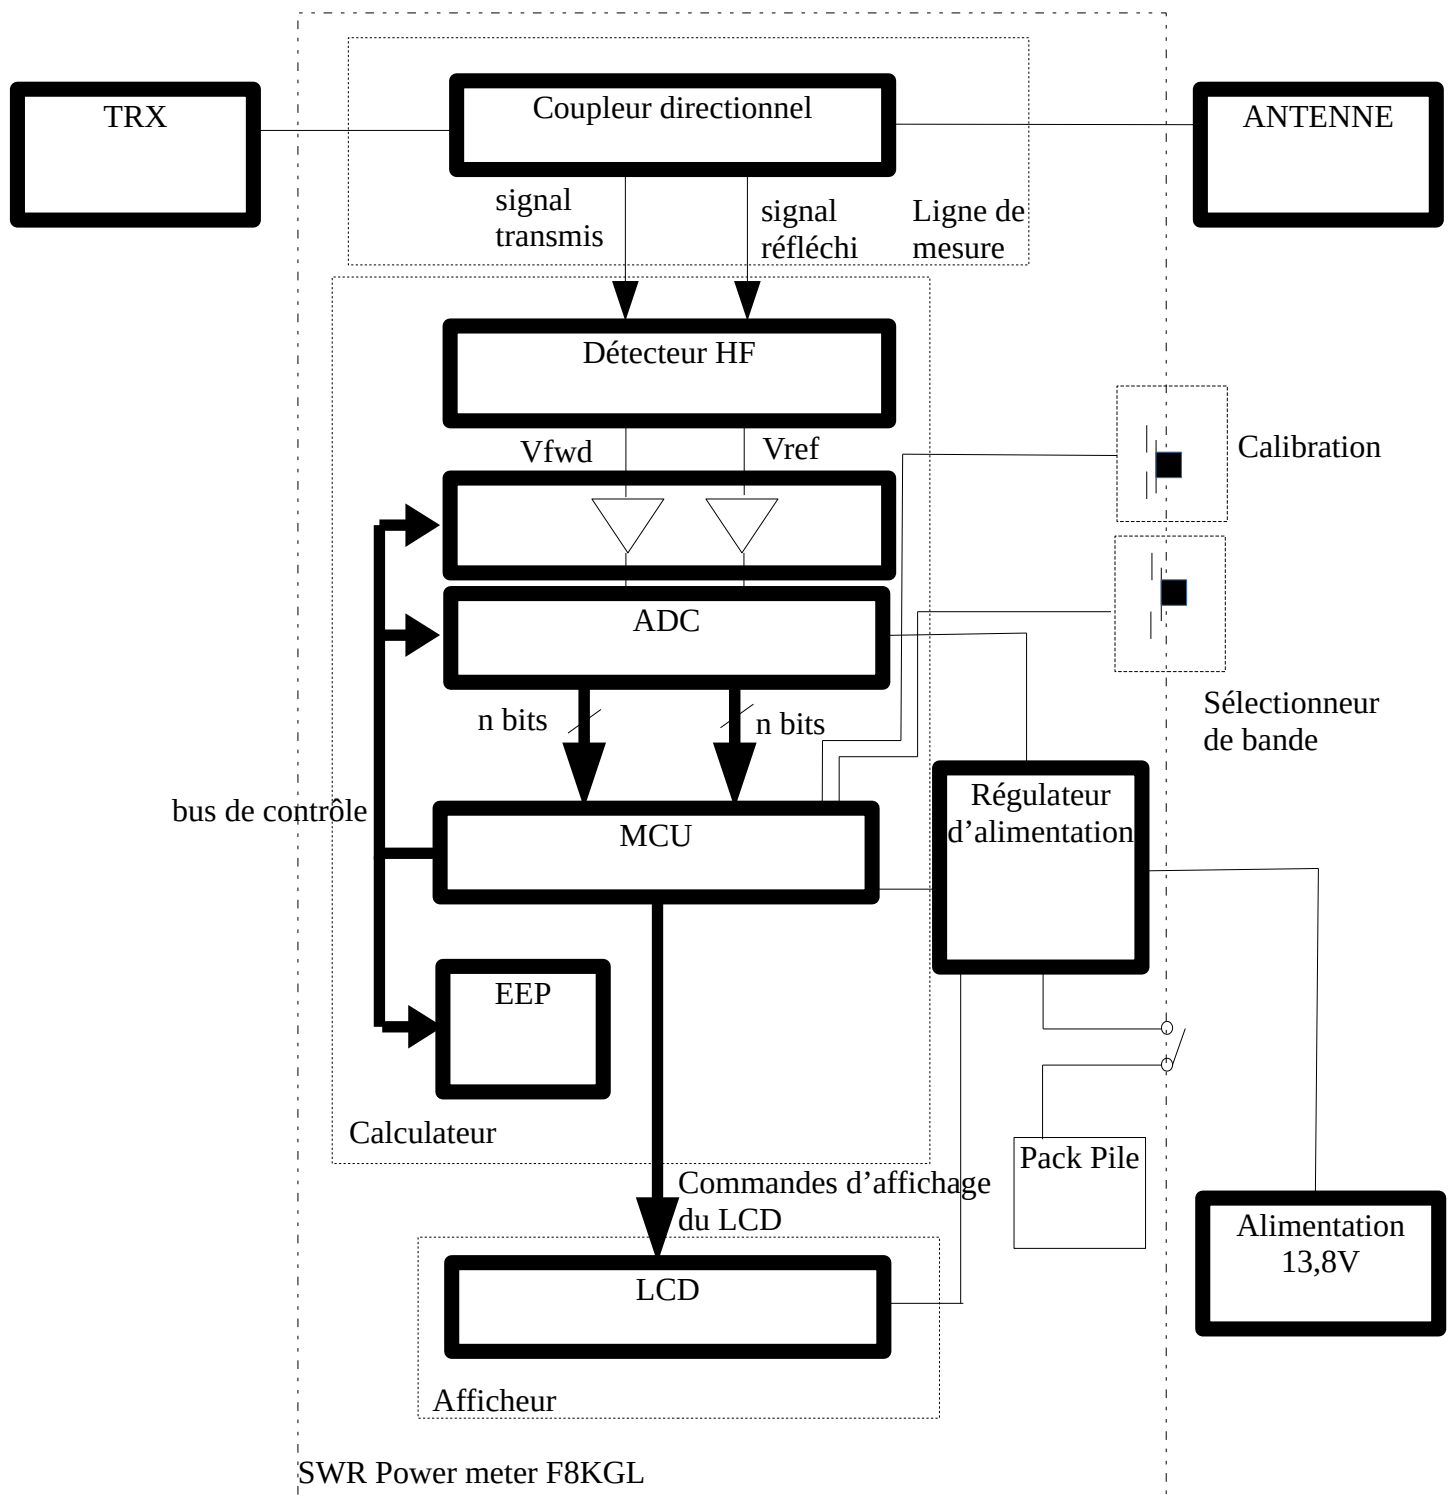 TRX
Coupleur directionnel
ANTENNE
signal
transmis
signal
réfléchi
Ligne de
mesure
Détecteur HF
Vfwd
Vref
Calibration
ADC
Sélectionneur
de bande
n bits
n bits
bus de contrôle
MCU
Régulateur
d’alimentation
EEP
Calculateur
Pack Pile
Commandes d’affichage
du LCD
Alimentation
13,8V
LCD
Afficheur
SWR Power meter F8KGL